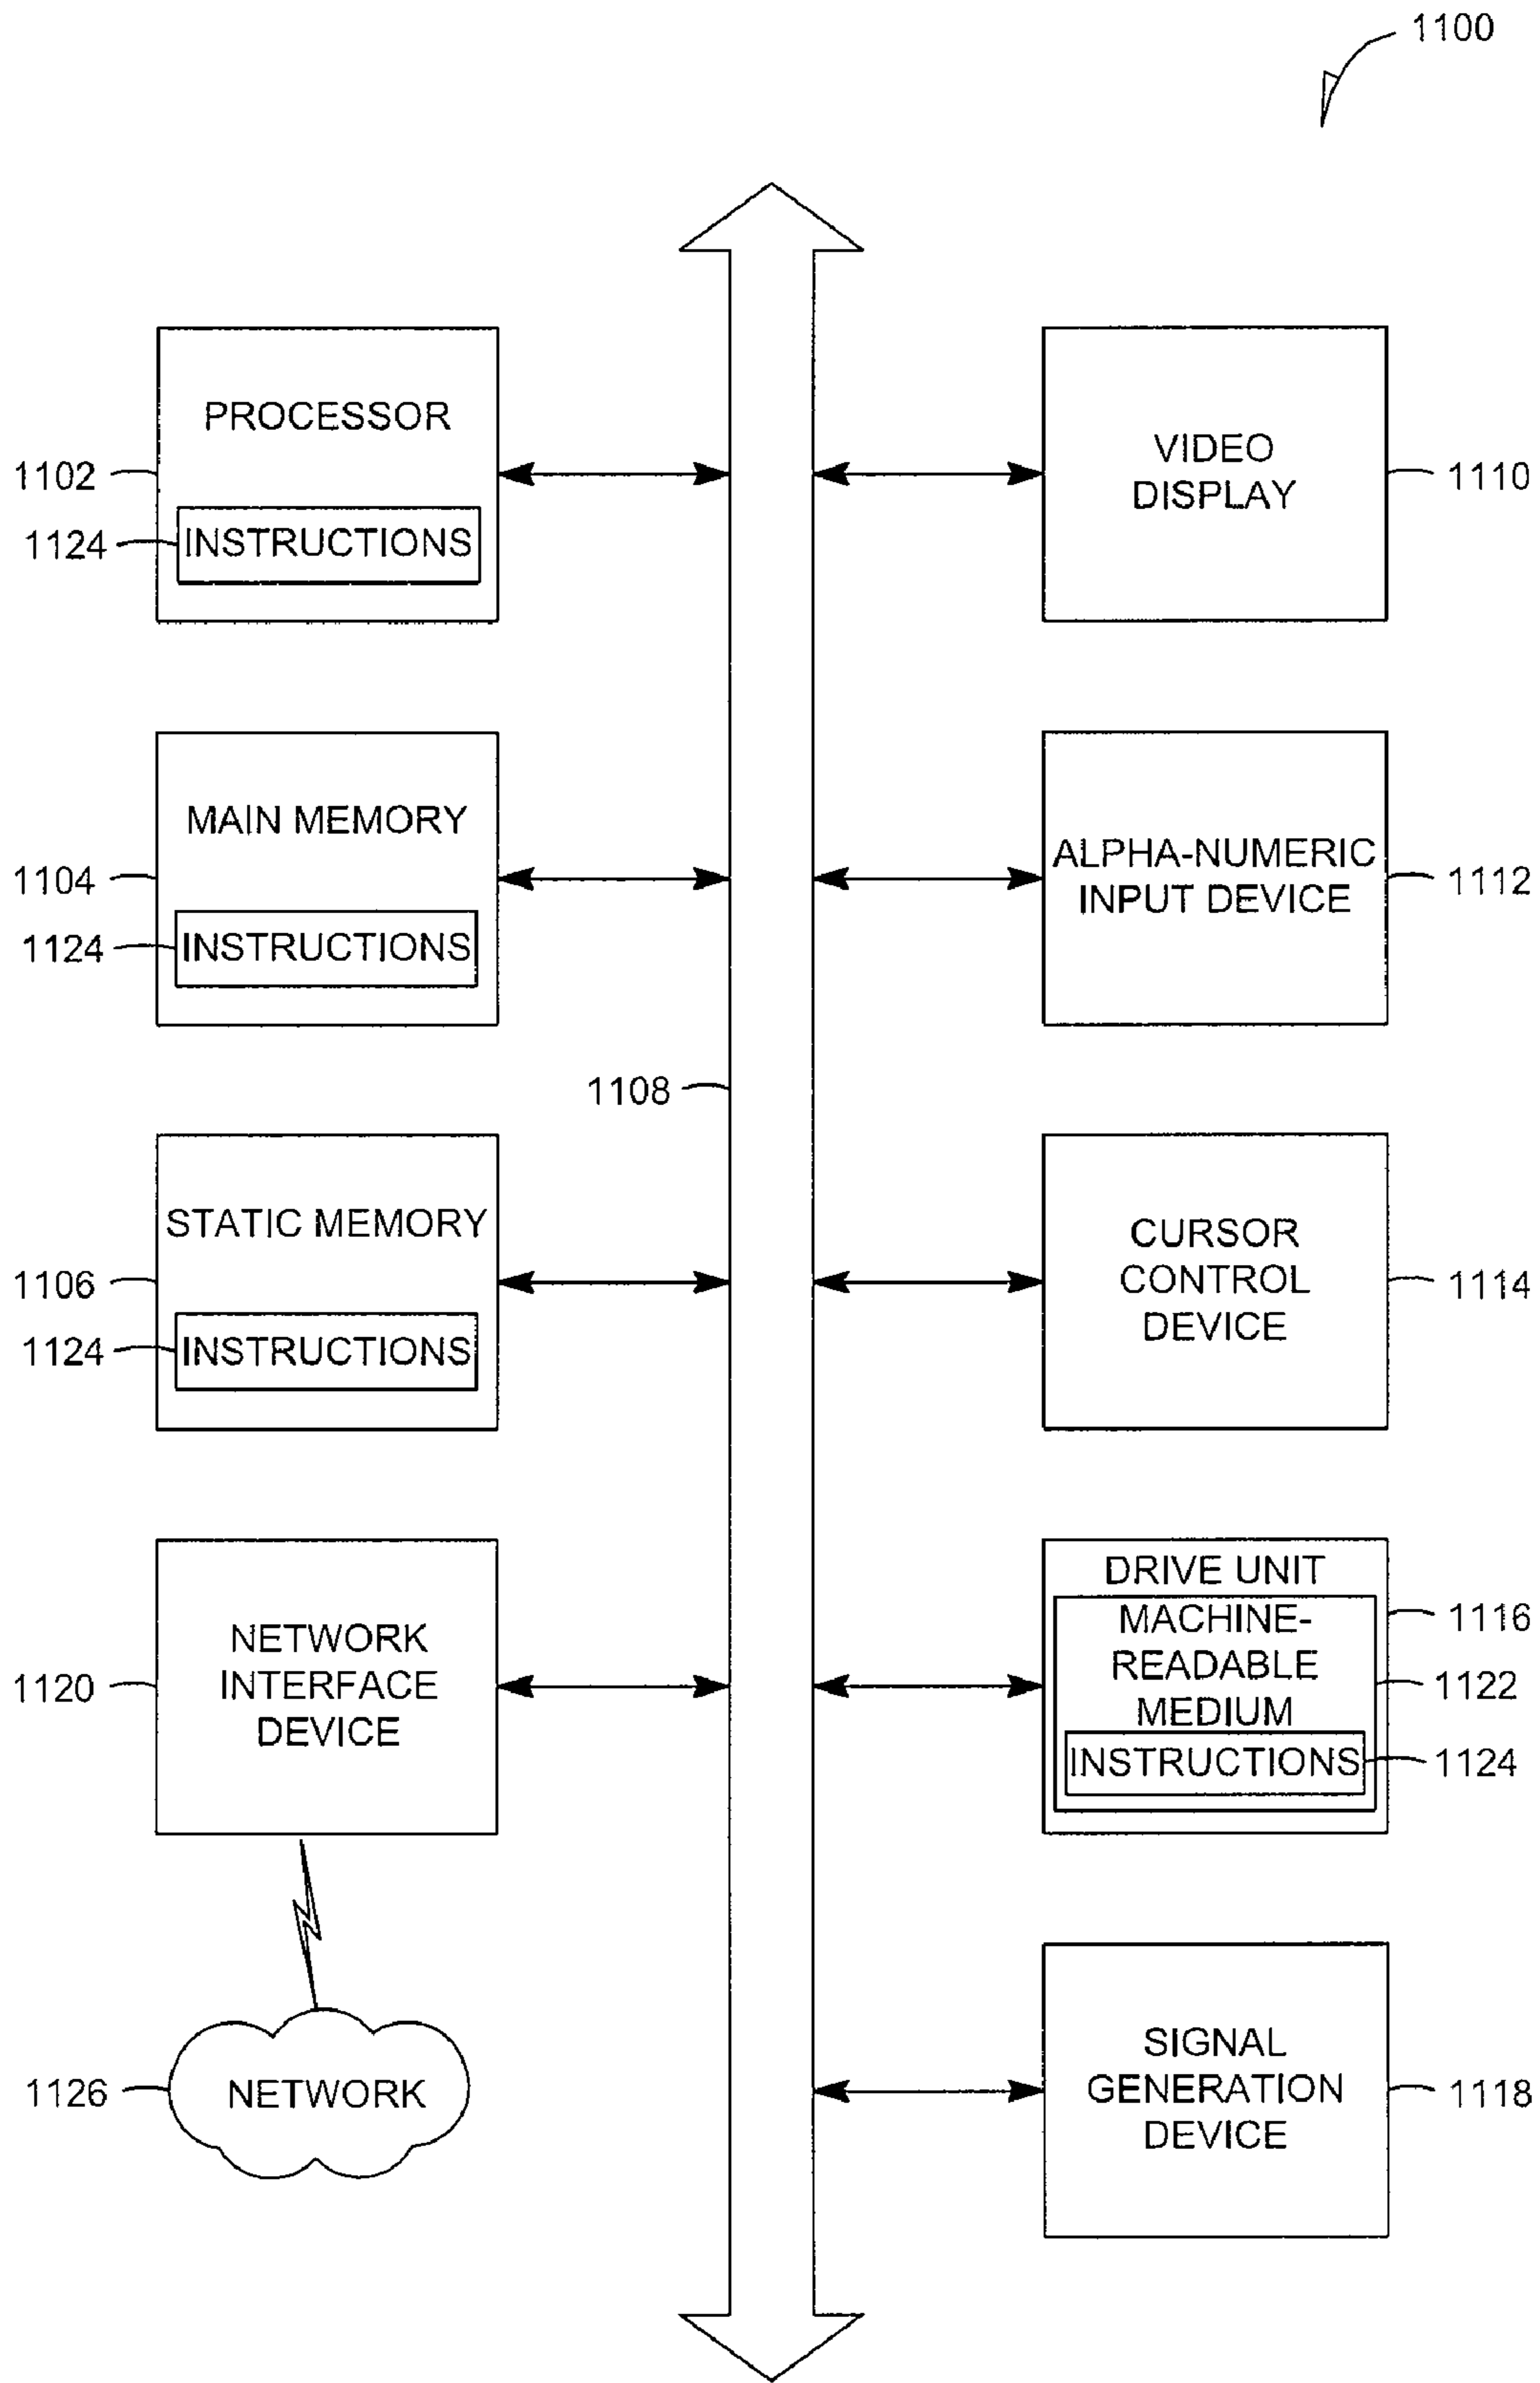 1100
PROCESSOR
1102
1124
INSTRUCTIONS
VIDEO
DISPLAY
1110
MAIN MEMORY
1104
1124
INSTRUCTIONS
ALPHA-NUMERIC
INPUT DEVICE
1112
1108
STATIC MEMORY
1106
1124
INSTRUCTIONS
CURSOR
CONTROL
DEVICE
1114
NETWORK
INTERFACE
DEVICE
1120
DRIVE UNIT
1116
MACHINE-
READABLE
MEDIUM
1122
INSTRUCTIONS
1124
NETWORK
1126
SIGNAL
GENERATION
DEVICE
1118